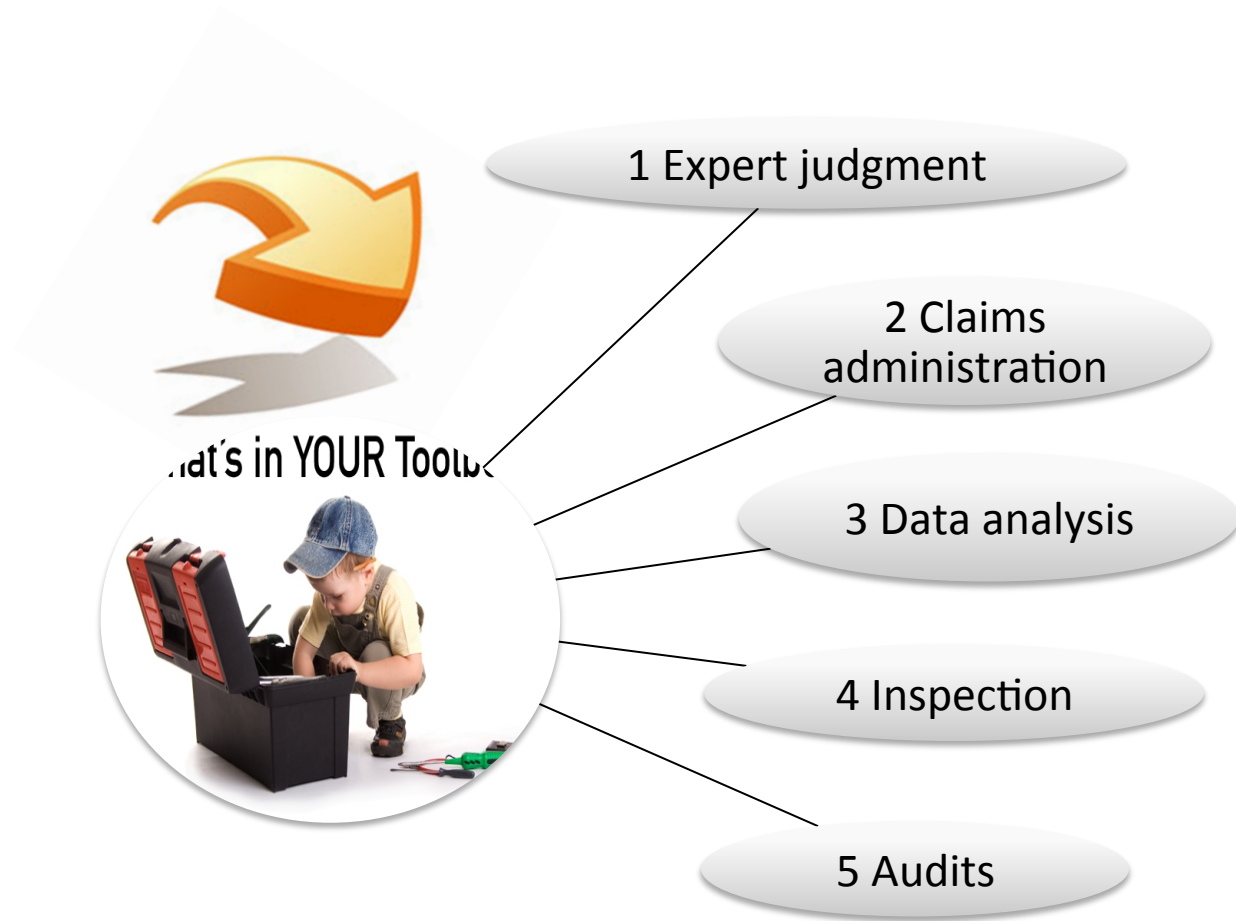 1 Expert judgment
2 Claims
administration
3 Data analysis
in YOUR
4 Inspection
5 Audits